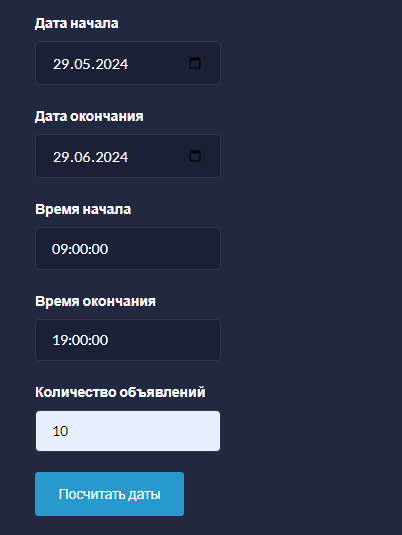 Дата начала
29.05.2024
Дата окончания
29.06.2024
Время начала
09:00:00
Время окончания
19:00:00
Количество объявлений
10
Посчитать даты